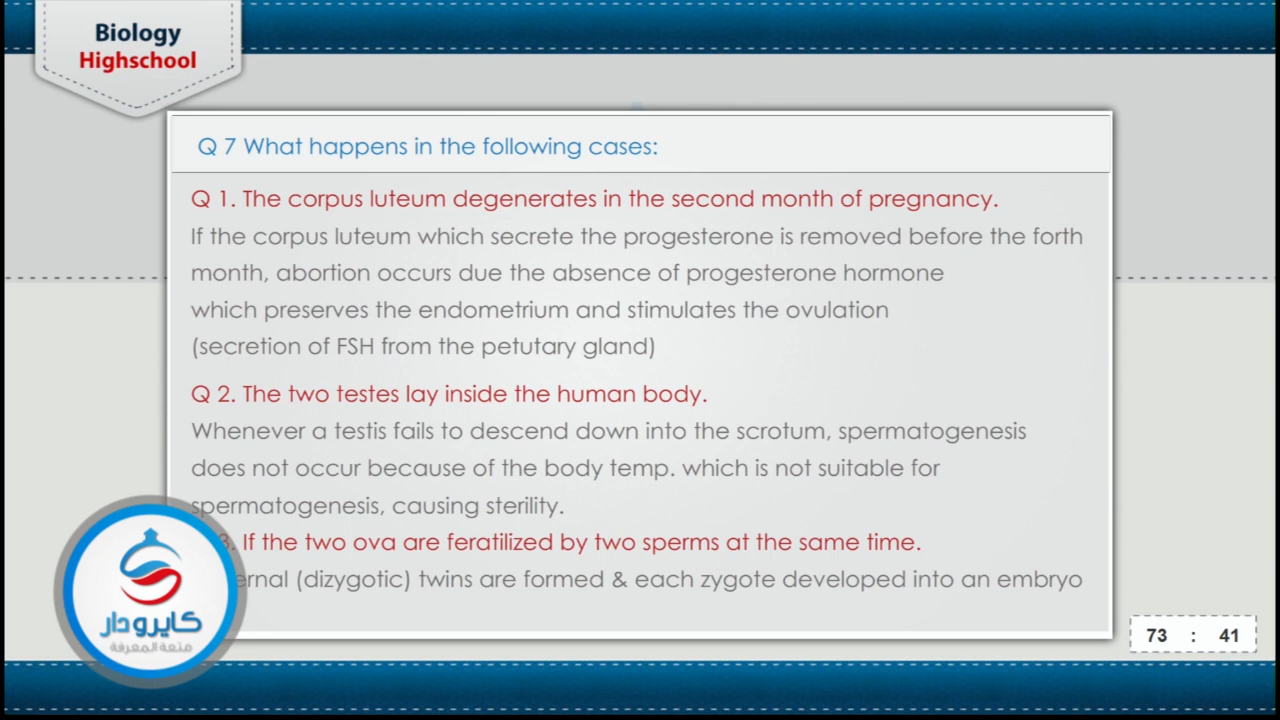 Biology
Highschool
Q 7 What happens in the following cases:
Q 1. The corpus luteum degenerates in the second month of pregnancy.
If the corpus luteum which secrete the progesterone is removed before the forth
month, abortion occurs due the absence of progesterone hormone
which preserves the endometrium and stimulates the ovulation
(secretion of FSH from the petutary gland)
Q 2. The two testes lay inside the human body.
Whenever a testis fails to descend down into the scrotum, spermatogenesis
does not occur because of the body temp. which is not suitable for
spermatogenesis, causing sterility.
3. If the two ova are feratilized by two sperms at the same time.
(dizygotic) twins are formed & each zygote developed into an embryo
كايرودار
متعة المعرفة
73 : 41